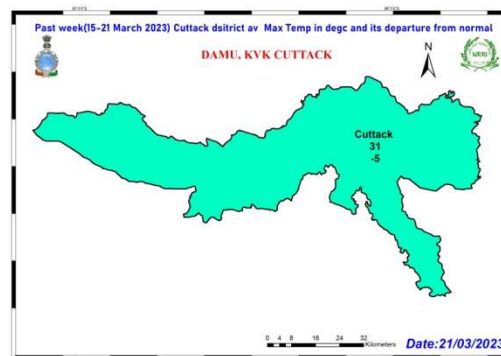 Past week(15-21 March 2023) Cuttack dsitrict av Max Temp in degc and its departure from normal
DAMU, KVK CUTTACK
N
NRRI
Cuttack
31
-5
0 4 8 16 24 32
Kilometers
Date:21/03/2023